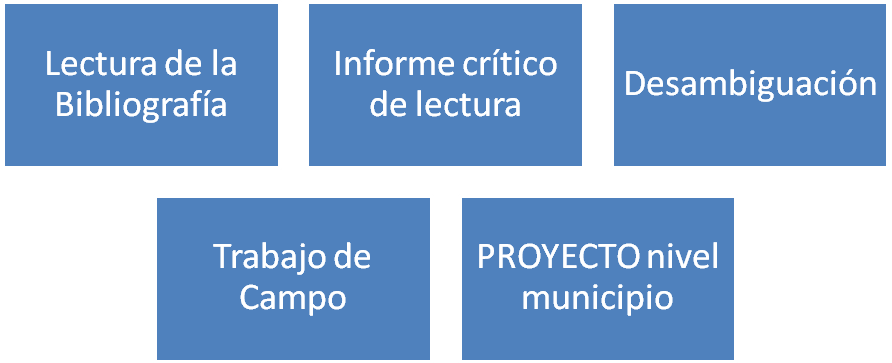 Lectura de la
Bibliografía
Informe crítico
de lectura
Desambiguación
Trabajo de
Campo
PROYECTO nivel
municipio